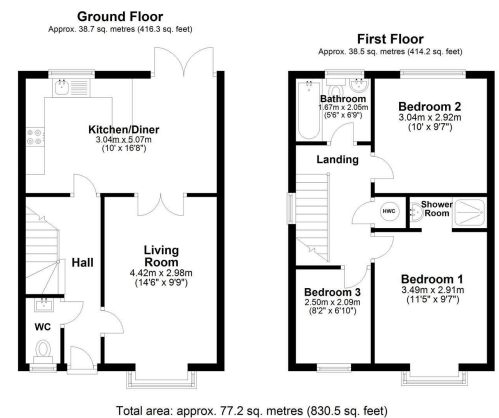 Ground Floor
Approx. 38.7 sq. metres (416.3 sq. feet)
Kitchen/Diner
3.04m x 5.07m
(10' x 16'8")
Living
Room
4.42m x 2.98m
(14'6" x 9'9")
Hall
WC
First Floor
Approx. 38.5 sq. metres (414.2 sq. feet)
Bathroom
1.67m x 2.05m
(5'6" x 6'9")
Bedroom 2
3.04m x 2.92m
(10' x 9'7")
Landing
HWC
Shower
Room
Bedroom 1
3.49m x 2.91m
(11'5" x 9'7")
Bedroom 3
2.50m x 2.09m
(8'2" x 6'10")
Total area: approx. 77.2 sq. metres (830.5 sq. feet)